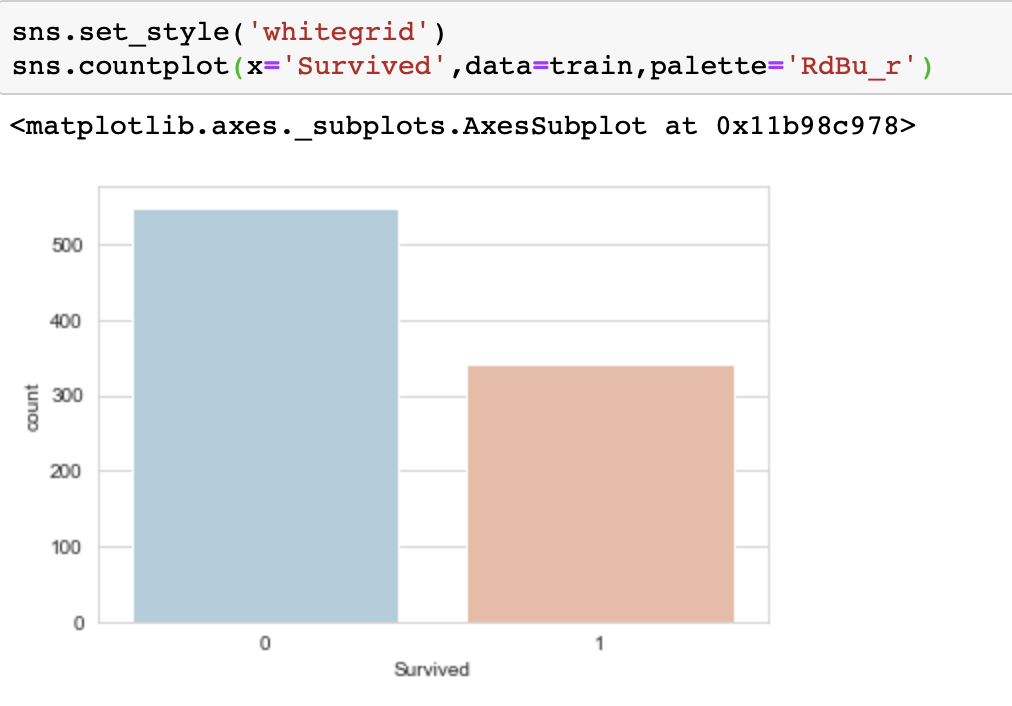 sns.set_style('whitegrid')
sns.countplot(x='Survived',data=train,palette='RdBu_r')
<matplotlib.axes._subplots.AxesSubplot at 0x11b98c978>
500
400
300
200
100
0
count
0 1
Survived